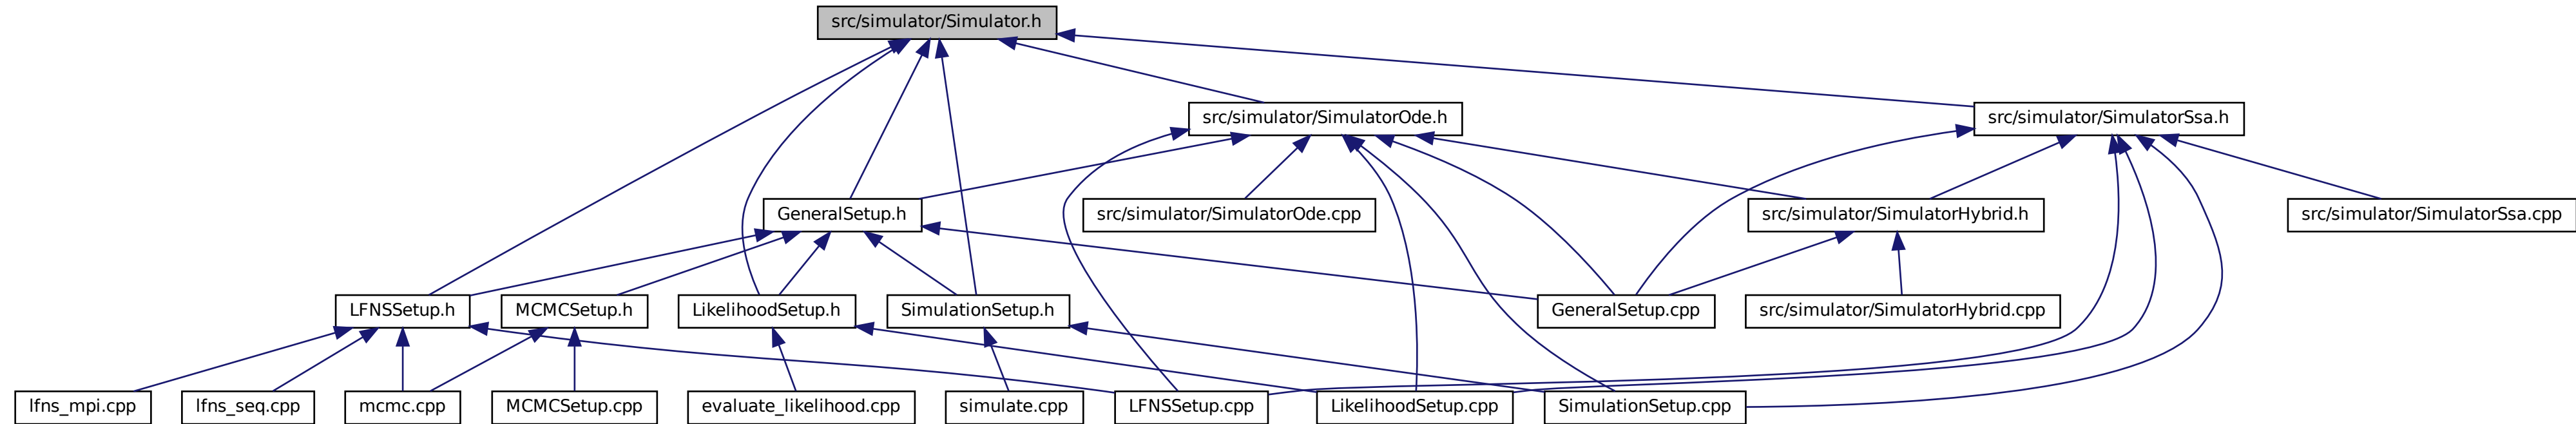 src/simulator/Simulator.h
src/simulator/SimulatorOde.h
src/simulator/SimulatorSsa.h
GeneralSetup.h
src/simulator/SimulatorOde.cpp
src/simulator/SimulatorHybrid.h
src/simulator/SimulatorSsa.cpp
LFNSSetup.h
MCMCSetup.h
LikelihoodSetup.h
SimulationSetup.h
GeneralSetup.cpp
src/simulator/SimulatorHybrid.cpp
lfns_mpi.cpp
lfns_seq.cpp
mcmc.cpp
MCMCSetup.cpp
evaluate_likelihood.cpp
simulate.cpp
LFNSSetup.cpp
LikelihoodSetup.cpp
SimulationSetup.cpp